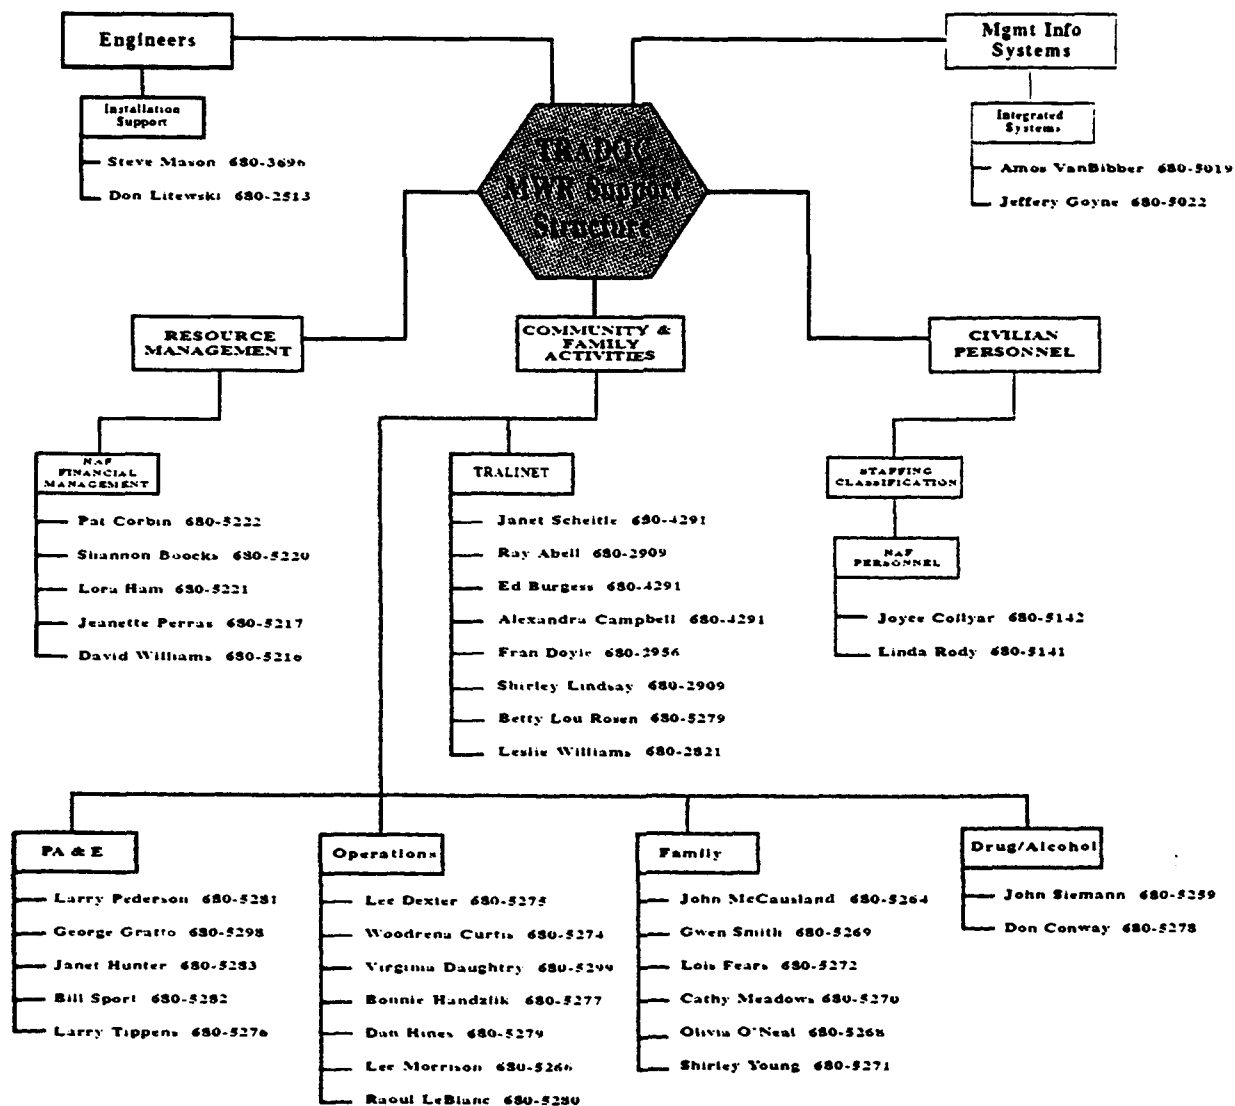 Engineers
Installation
Support
Steve Mason 680-3696
Don Litewski 680-2513
Mgmt Info
Systems
Integrated
Systems
Amos VanBibber 680-5019
Jeffery Goyne 680-5022
TRADOC
MWR Support
Structure
RESOURCE
MANAGEMENT
NAF
FINANCIAL
MANAGEMENT
Pat Corbin 680-5222
Shannon Boocks 680-5220
Lora Ham 680-5221
Jeanette Perras 680-5217
David Williams 680-5216
COMMUNITY &
FAMILY
ACTIVITIES
TRALINET
Janet Scheitle 680-4291
Ray Abell 680-2909
Ed Burgess 680-4291
Alexandra Campbell 680-4291
Fran Doyle 680-2956
Shirley Lindsay 680-2909
Betty Lou Rosen 680-5279
Leslie Williams 680-2821
CIVILIAN
PERSONNEL
STAFFING
CLASSIFICATION
NAF
PERSONNEL
Joyce Collyar 680-5142
Linda Rody 680-5141
PA & E
Larry Pederson 680-5281
George Gratto 680-5298
Janet Hunter 680-5283
Bill Sport 680-5282
Larry Tippens 680-5276
Operations
Lee Dexter 680-5275
Woodrena Curtis 680-5274
Virginia Daughtry 680-5299
Bonnie Handzlik 680-5277
Dan Hines 680-5279
Lee Morrison 680-5266
Raoul LeBlanc 680-5280
Family
John McCausland 680-5264
Gwen Smith 680-5269
Lois Fears 680-5272
Cathy Meadows 680-5270
Olivia O'Neal 680-5268
Shirley Young 680-5271
Drug/Alcohol
John Siemann 680-5259
Don Conway 680-5278